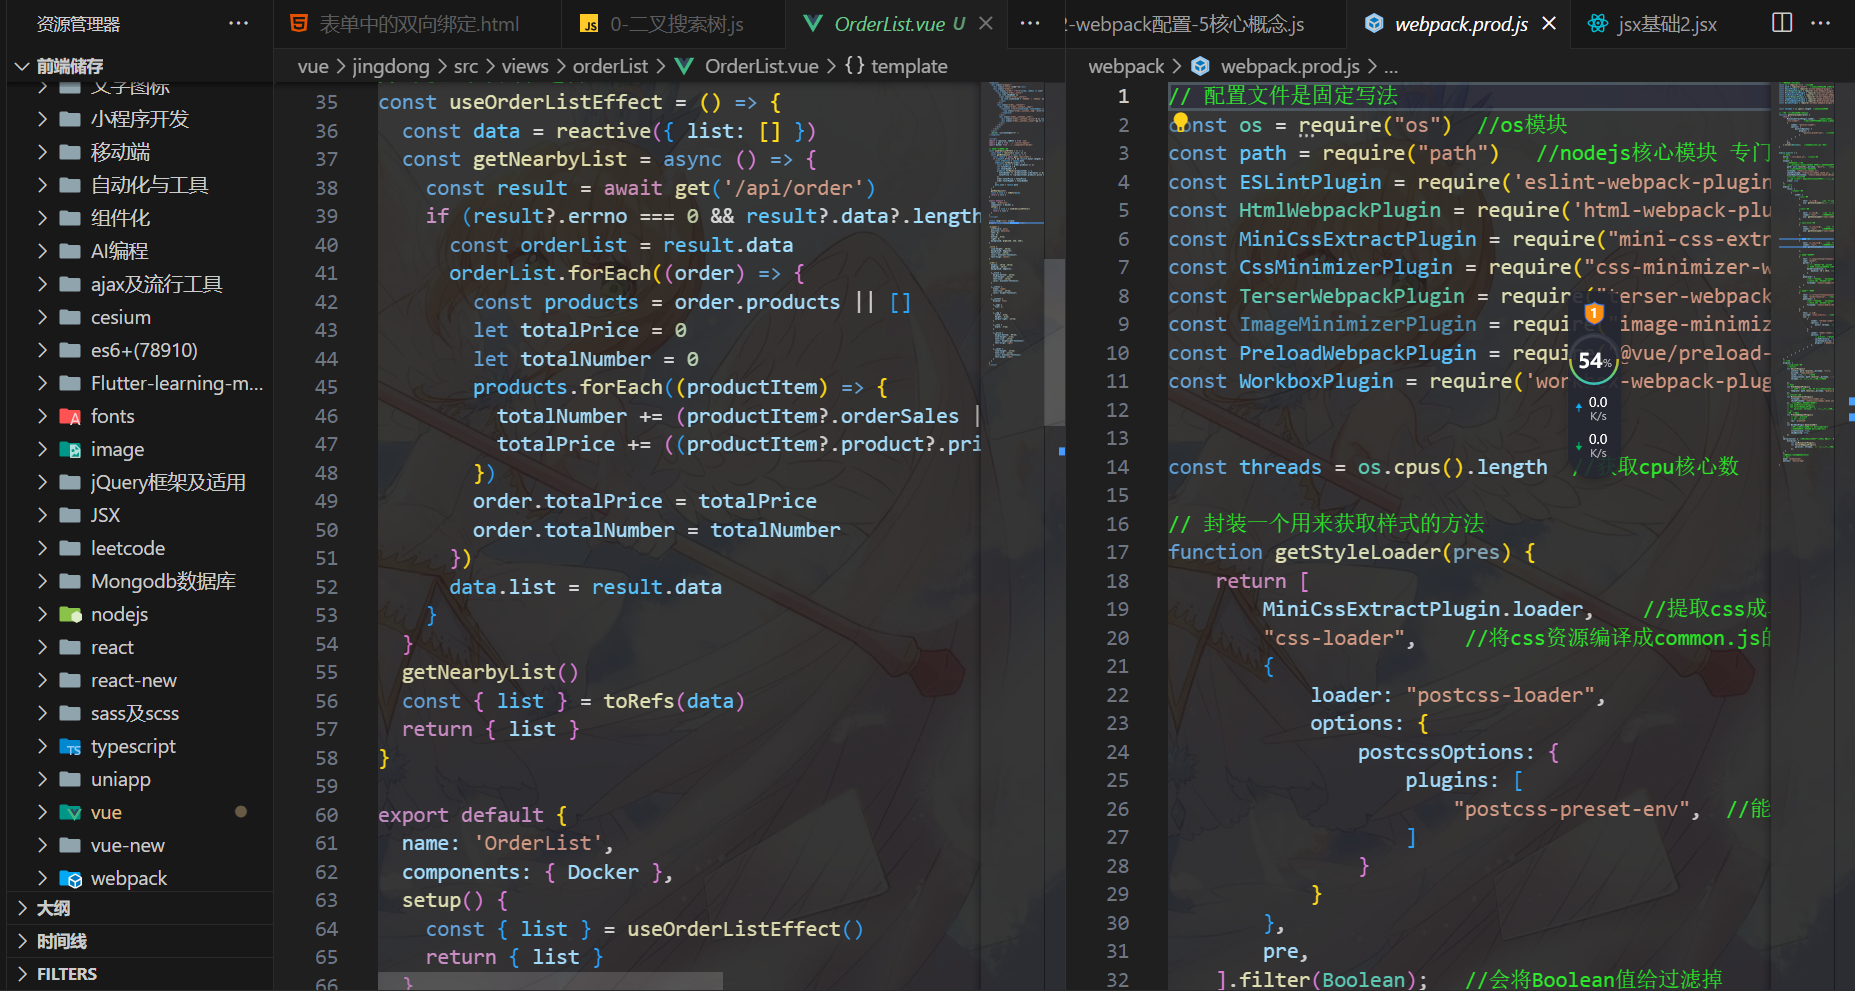 资源管理器
前端储存
文字图标
小程序开发
移动端
自动化与工具
组件化
AI编程
ajax及流行工具
cesium
es6+(78910)
Flutter-learning-m...
fonts
image
jQuery框架及适用
JSX
leetcode
Mongodb数据库
nodejs
react
react-new
sass及scss
typescript
uniapp
vue
vue-new
webpack
大纲
时间线
FILTERS
表单中的双向绑定.html
0-二叉搜索树.js
OrderList.vue U
vue > jingdong > src > views > orderList > OrderList.vue > {} template
35 const useOrderListEffect = () => {
36 const data = reactive({ list: [] })
37 const getNearbyList = async () => {
38 const result = await get('/api/order')
39 if (result?.errno === 0 && result?.data?.length
40 const orderList = result.data
41 orderList.forEach((order) => {
42 const products = order.products || []
43 let totalPrice = 0
44 let totalNumber = 0
45 products.forEach((productItem) => {
46 totalNumber += (productItem?.orderSales |
47 totalPrice += ((productItem?.product?.pri
48 })
49 order.totalPrice = totalPrice
50 order.totalNumber = totalNumber
51 })
52 data.list = result.data
53 }
54 }
55 getNearbyList()
56 const { list } = toRefs(data)
57 return { list }
58 }
59
60 export default {
61 name: 'OrderList',
62 components: { Docker },
63 setup() {
64 const { list } = useOrderListEffect()
65 return { list }
66 }
2-webpack配置-5核心概念.js
webpack.prod.js
jsx基础2.jsx
webpack > webpack.prod.js > ...
1 // 配置文件是固定写法
2 const os = require("os") //os模块
3 const path = require("path") //nodejs核心模块 专门
4 const ESLintPlugin = require('eslint-webpack-plugin
5 const HtmlWebpackPlugin = require('html-webpack-plu
6 const MiniCssExtractPlugin = require("mini-css-extr
7 const CssMinimizerPlugin = require("css-minimizer-w
8 const TerserWebpackPlugin = require("terser-webpack
9 const ImageMinimizerPlugin = requi "image-minimiz
10 const PreloadWebpackPlugin = requi @vue/preload-
11 const WorkboxPlugin = require('workbox-webpack-plug
12
13
14 const threads = os.cpus().length //获取cpu核心数
15
16 // 封装一个用来获取样式的方法
17 function getStyleLoader(pres) {
18 return [
19 MiniCssExtractPlugin.loader, //提取css成
20 "css-loader", //将css资源编译成common.js的
21 {
22 loader: "postcss-loader",
23 options: {
24 postcssOptions: {
25 plugins: [
26 "postcss-preset-env", //能
27 ]
28 }
29 }
30 },
31 pre,
32 ].filter(Boolean); //会将Boolean值给过滤掉
1
54%
0.0
K/s
0.0
K/s